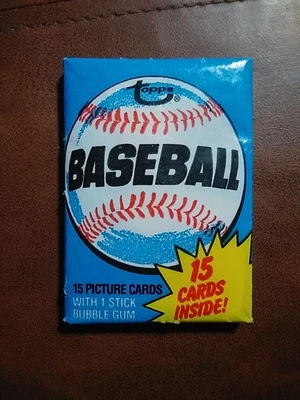 topps
®
BASEBALL
15 PICTURE CARDS
WITH 1 STICK
BUBBLE GUM
15
CARDS
INSIDE!